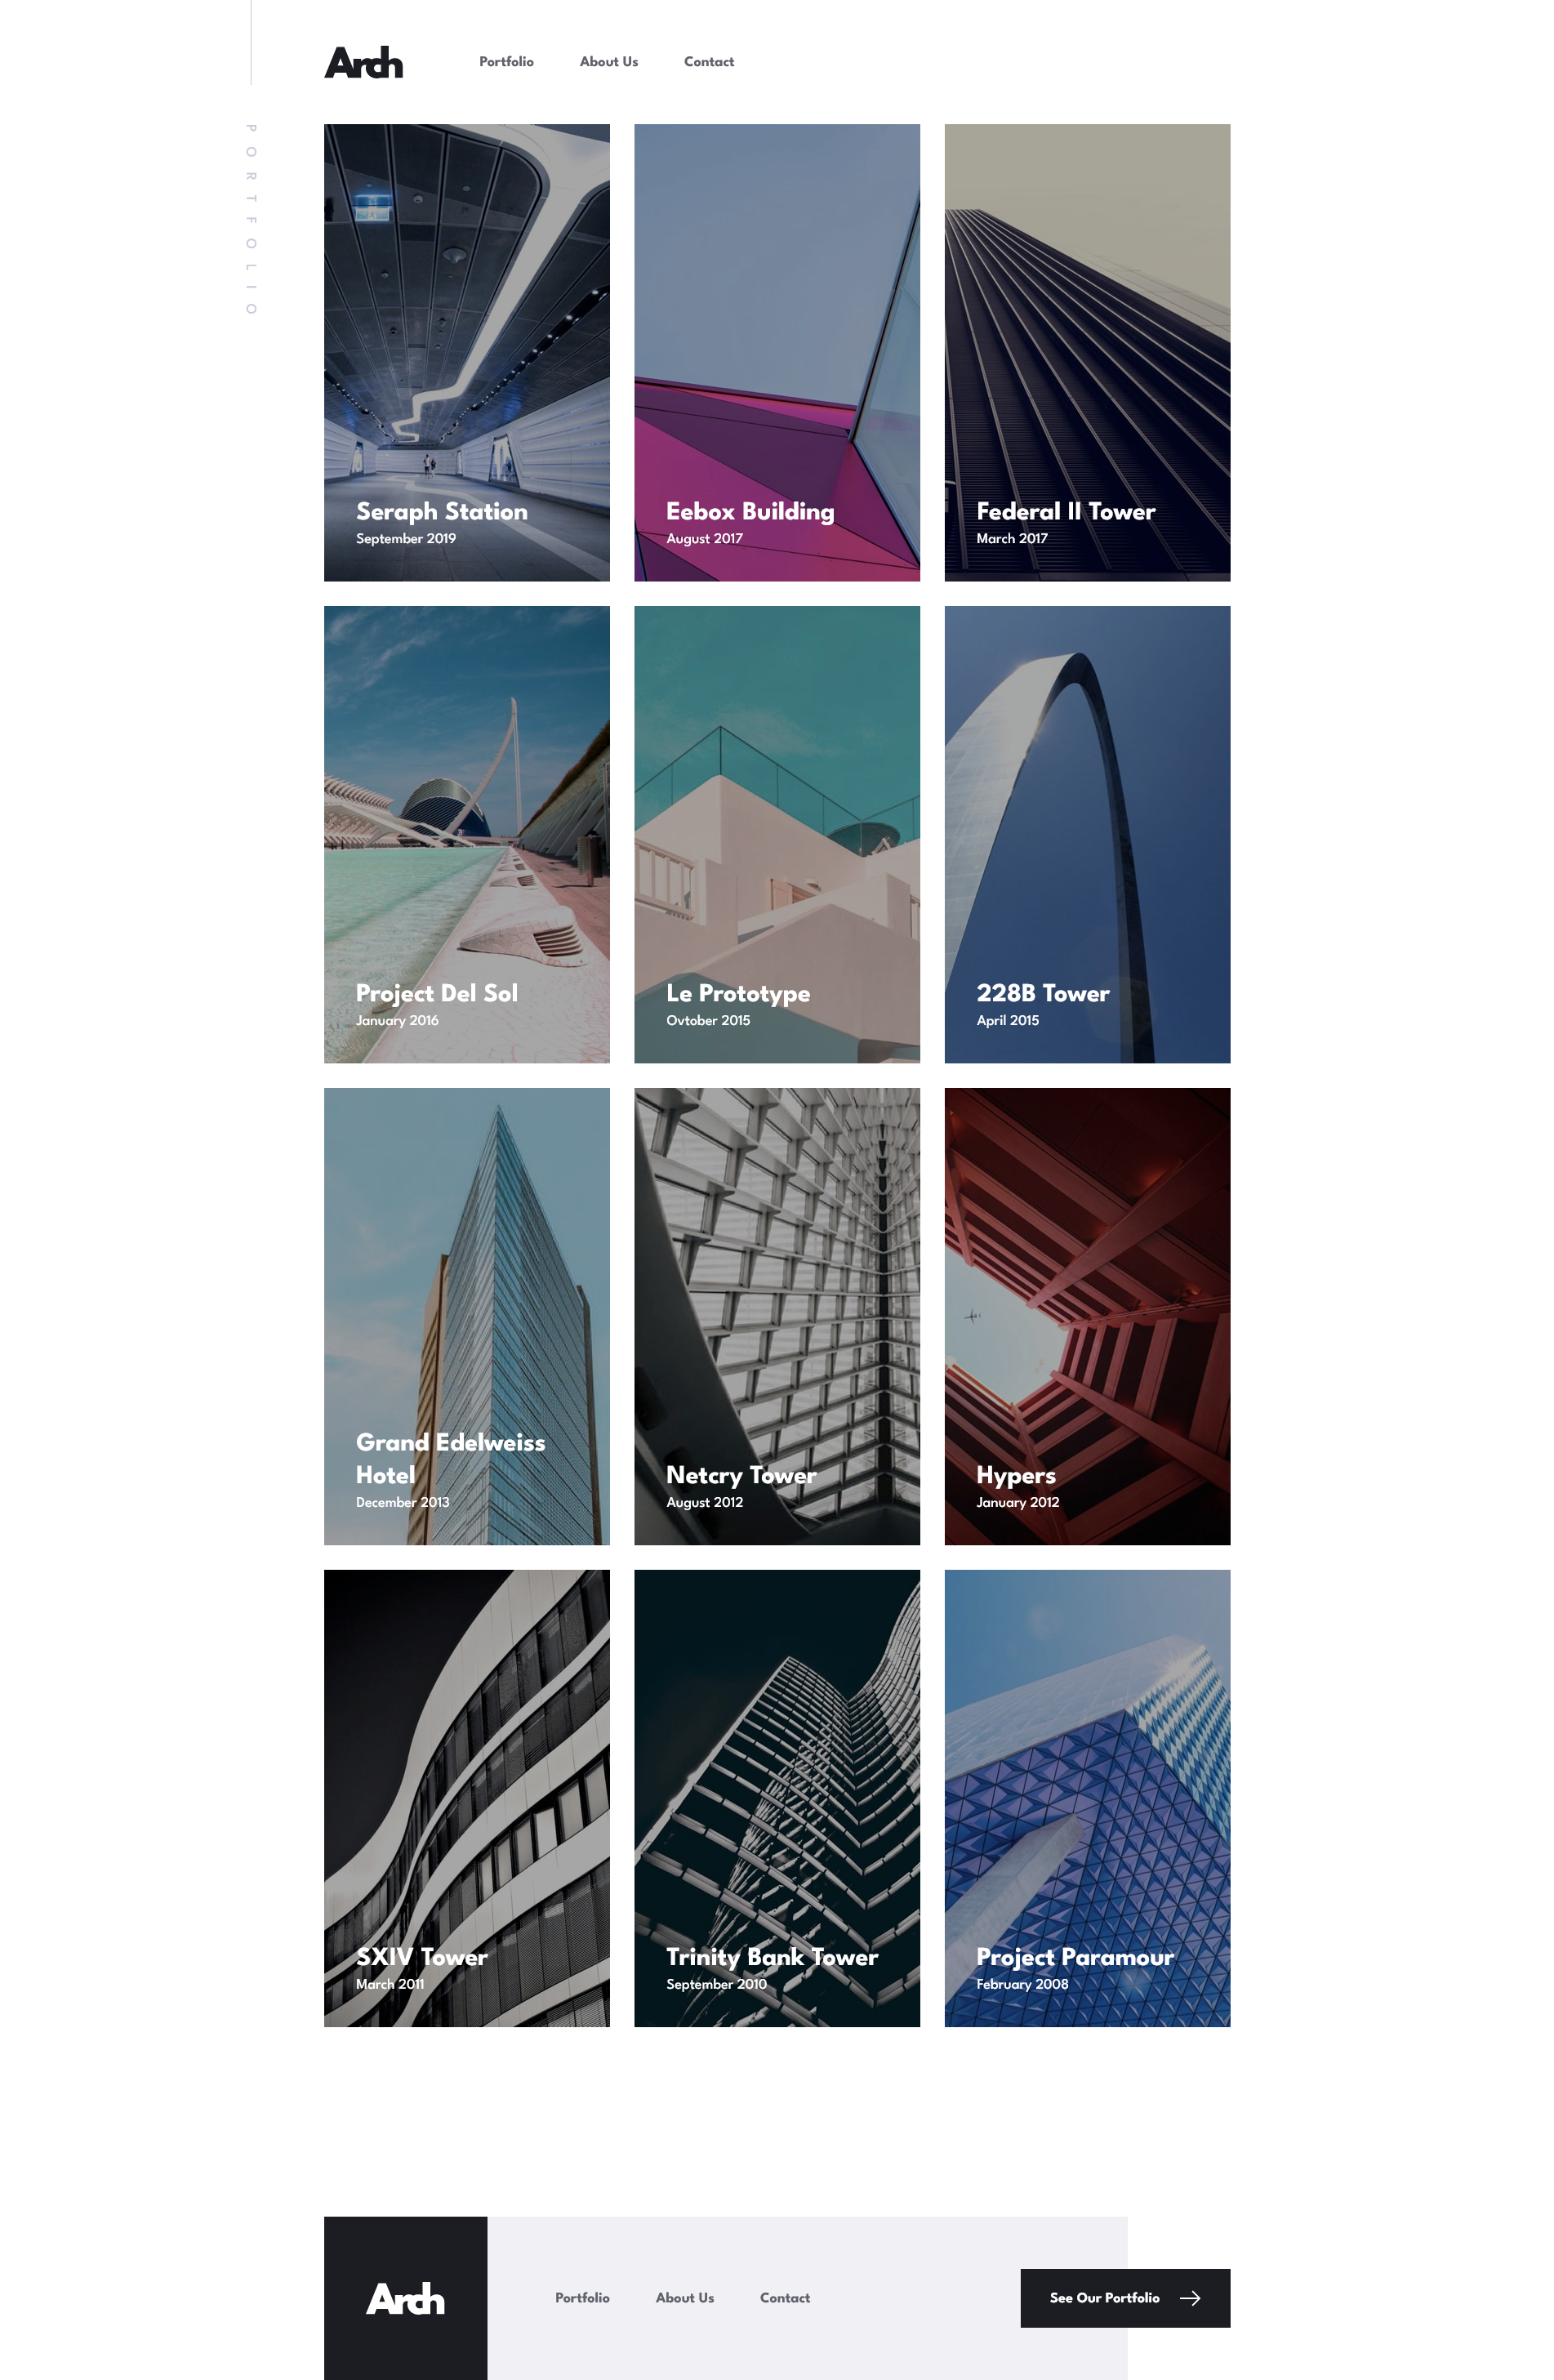 Arch
Portfolio
About Us
Contact
PORTFOLIO
Seraph Station
September 2019
Eebox Building
August 2017
Federal II Tower
March 2017
Project Del Sol
January 2016
Le Prototype
Ovtober 2015
228B Tower
April 2015
Grand Edelweiss
Hotel
December 2013
Netcry Tower
August 2012
Hypers
January 2012
SXIV Tower
March 2011
Trinity Bank Tower
September 2010
Project Paramour
February 2008
Arch
Portfolio
About Us
Contact
See Our Portfolio